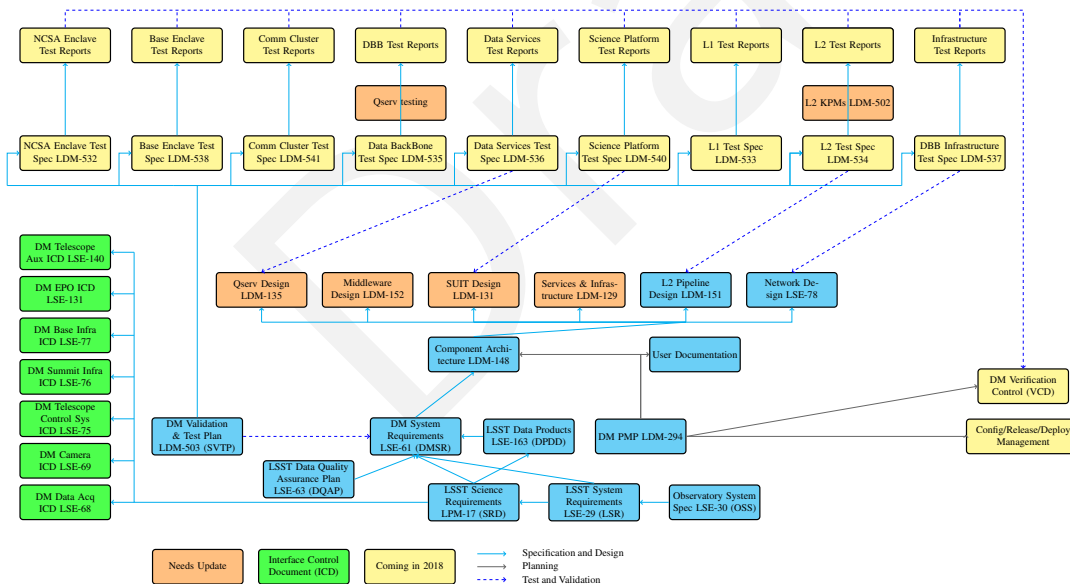 NCSA Enclave
Test Reports
Base Enclave
Test Reports
Comm Cluster
Test Reports
DBB Test Reports
Data Services
Test Reports
Science Platform
Test Reports
L1 Test Reports
L2 Test Reports
Infrastructure
Test Reports
Qserv testing
L2 KPMs LDM-502
NCSA Enclave Test
Spec LDM-532
Base Enclave Test
Spec LDM-538
Comm Cluster Test
Spec LDM-541
Data BackBone
Test Spec LDM-535
Data Services Test
Spec LDM-536
Science Platform
Test Spec LDM-540
L1 Test Spec
LDM-533
L2 Test Spec
LDM-534
DBB Infrastructure
Test Spec LDM-537
DM Telescope
Aux ICD LSE-140
DM EPO ICD
LSE-131
DM Base Infra
ICD LSE-77
DM Summit Infra
ICD LSE-76
DM Telescope
Control Sys
ICD LSE-75
DM Camera
ICD LSE-69
DM Data Acq
ICD LSE-68
Qserv Design
LDM-135
Middleware
Design LDM-152
SUIT Design
LDM-131
Services & Infra-
structure LDM-129
L2 Pipeline
Design LDM-151
Network De-
sign LSE-78
Component Archi-
tecture LDM-148
User Documentation
DM Verification
Control (VCD)
DM Validation
& Test Plan
LDM-503 (SVTP)
DM System
Requirements
LSE-61 (DMSR)
LSST Data Products
LSE-163 (DPDD)
DM PMP LDM-294
Config/Release/Deploy
Management
LSST Data Quality
Assurance Plan
LSE-63 (DQAP)
LSST Science
Requirements
LPM-17 (SRD)
LSST System
Requirements
LSE-29 (LSR)
Observatory System
Spec LSE-30 (OSS)
Needs Update
Interface Control
Document (ICD)
Coming in 2018
Specification and Design
Planning
Test and Validation
Dra